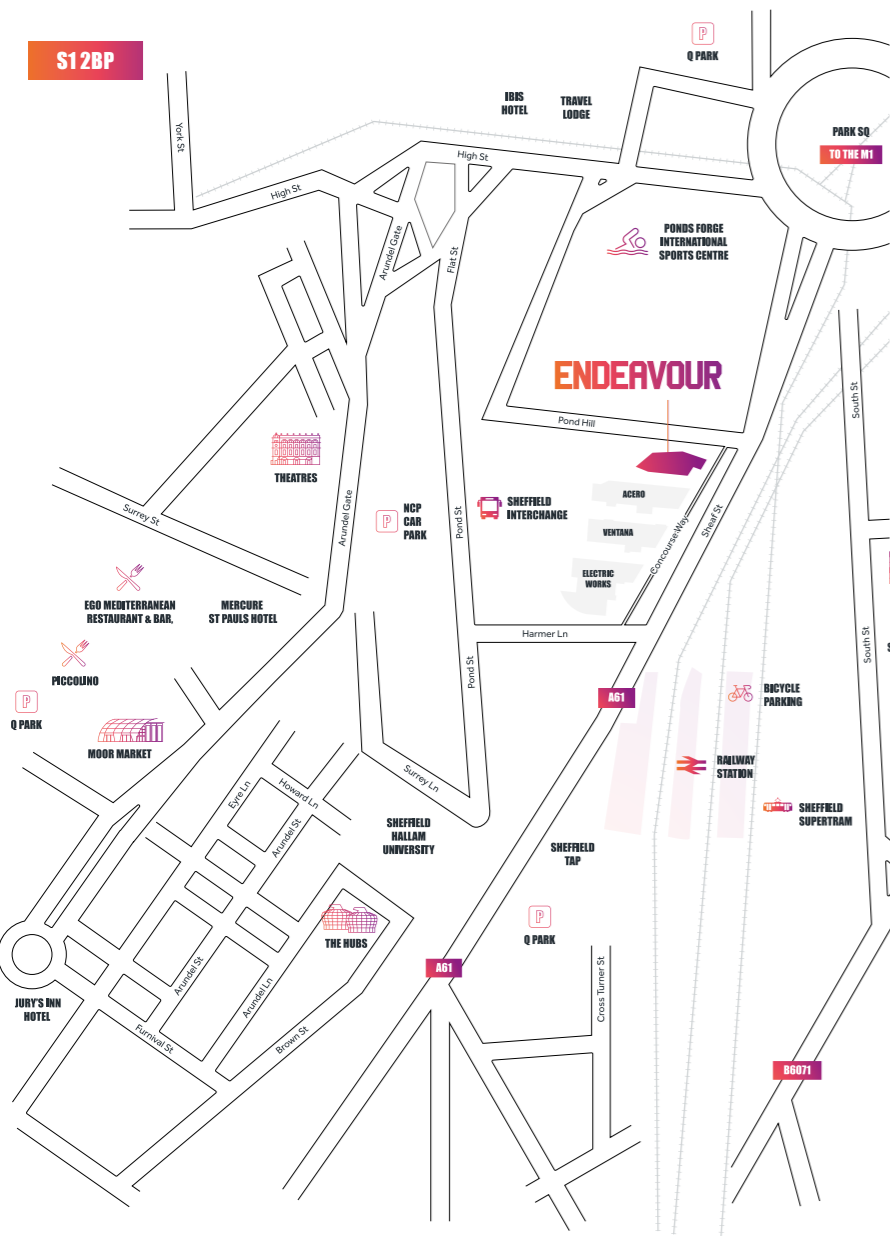 S1 2BP
P
Q PARK
IBIS
HOTEL
TRAVEL
LODGE
PARK SQ
TO THE M1
York St
High St
High St
Arundel Gate
Flat St
PONDS FORGE
INTERNATIONAL
SPORTS CENTRE
ENDEAVOUR
Pond Hill
South St
THEATRES
Surrey St
Arundel Gate
P
NCP
CAR
PARK
Pond St
SHEFFIELD
INTERCHANGE
ACERO
VENTANA
ELECTRIC
WORKS
Concourse Way
Sheaf St
EGO MEDITERRANEAN
RESTAURANT & BAR,
MERCURE
ST PAULS HOTEL
Harmer Ln
South St
PICCOLINO
P
Q PARK
Pond St
A61
BICYCLE
PARKING
MOOR MARKET
RAILWAY
STATION
Surrey Ln
Eyre Ln
Howard Ln
Arundel St
SHEFFIELD
HALLAM
UNIVERSITY
SHEFFIELD
SUPERTRAM
SHEFFIELD
TAP
P
Q PARK
THE HUBS
A61
Arundel St
Arundel Ln
Cross Turner St
JURY'S INN
HOTEL
Furnival St
Brown St
B6071